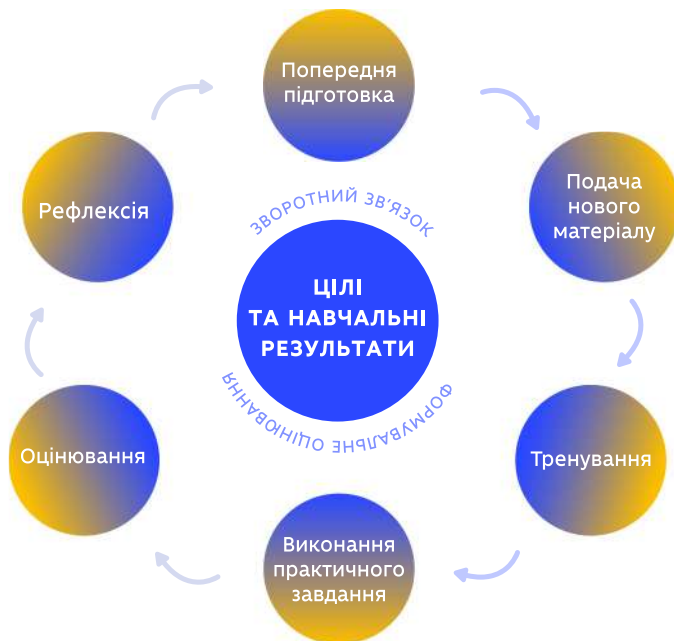 Попередня
підготовка
Подача
нового
матеріалу
Рефлексія
ЗВОРОТНИЙ ЗВ'ЯЗОК
ЦІЛІ
ТА НАВЧАЛЬНІ
РЕЗУЛЬТАТИ
ФОРМУВАЛЬНЕ ОЦІНЮВАННЯ
Оцінювання
Тренування
Виконання
практичного
завдання